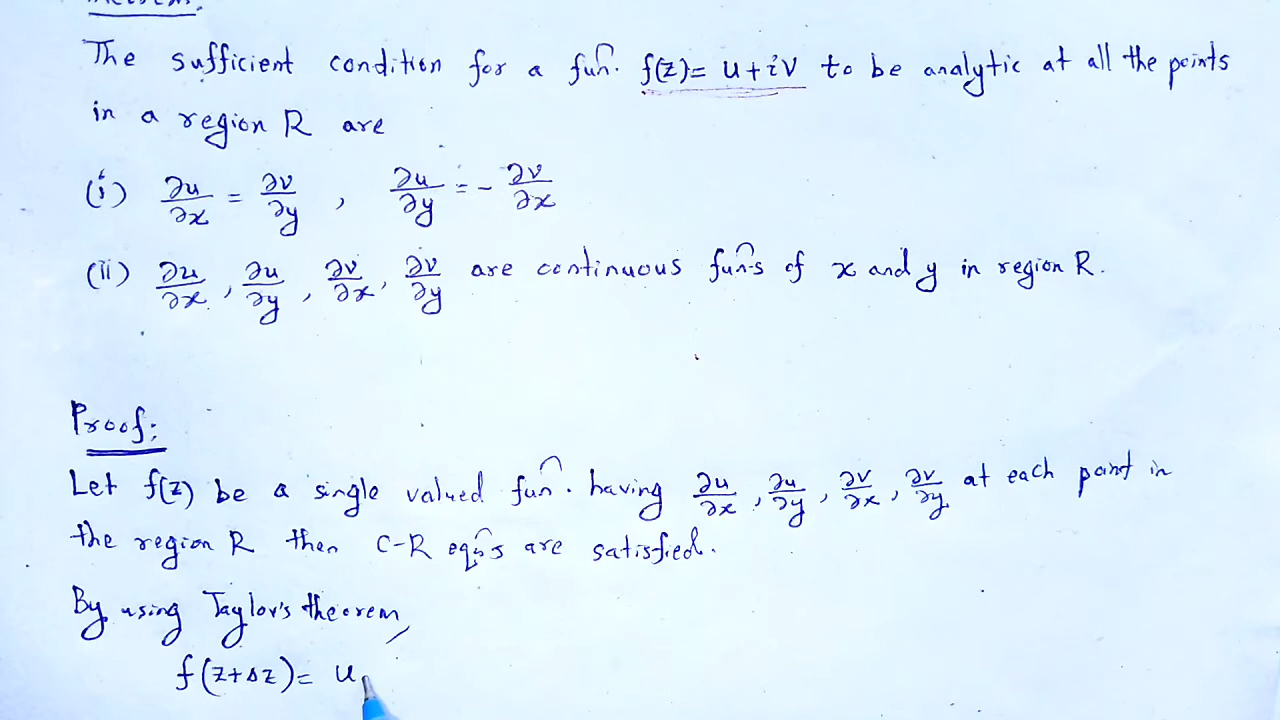 The sufficient condition for a fun. f(z) = u + iv to be analytic at all the points
in a region R are
(i) ∂u/∂x = ∂v/∂y , ∂u/∂y = - ∂v/∂x
(ii) ∂u/∂x , ∂u/∂y , ∂v/∂x , ∂v/∂y are continuous funs of x and y in region R.
Proof:
Let f(z) be a single valued fun. having ∂u/∂x , ∂u/∂y , ∂v/∂x , ∂v/∂y at each point in
the region R then C-R eqns are satisfied.
By using Taylor's theorem,
f(z+Δz) = u